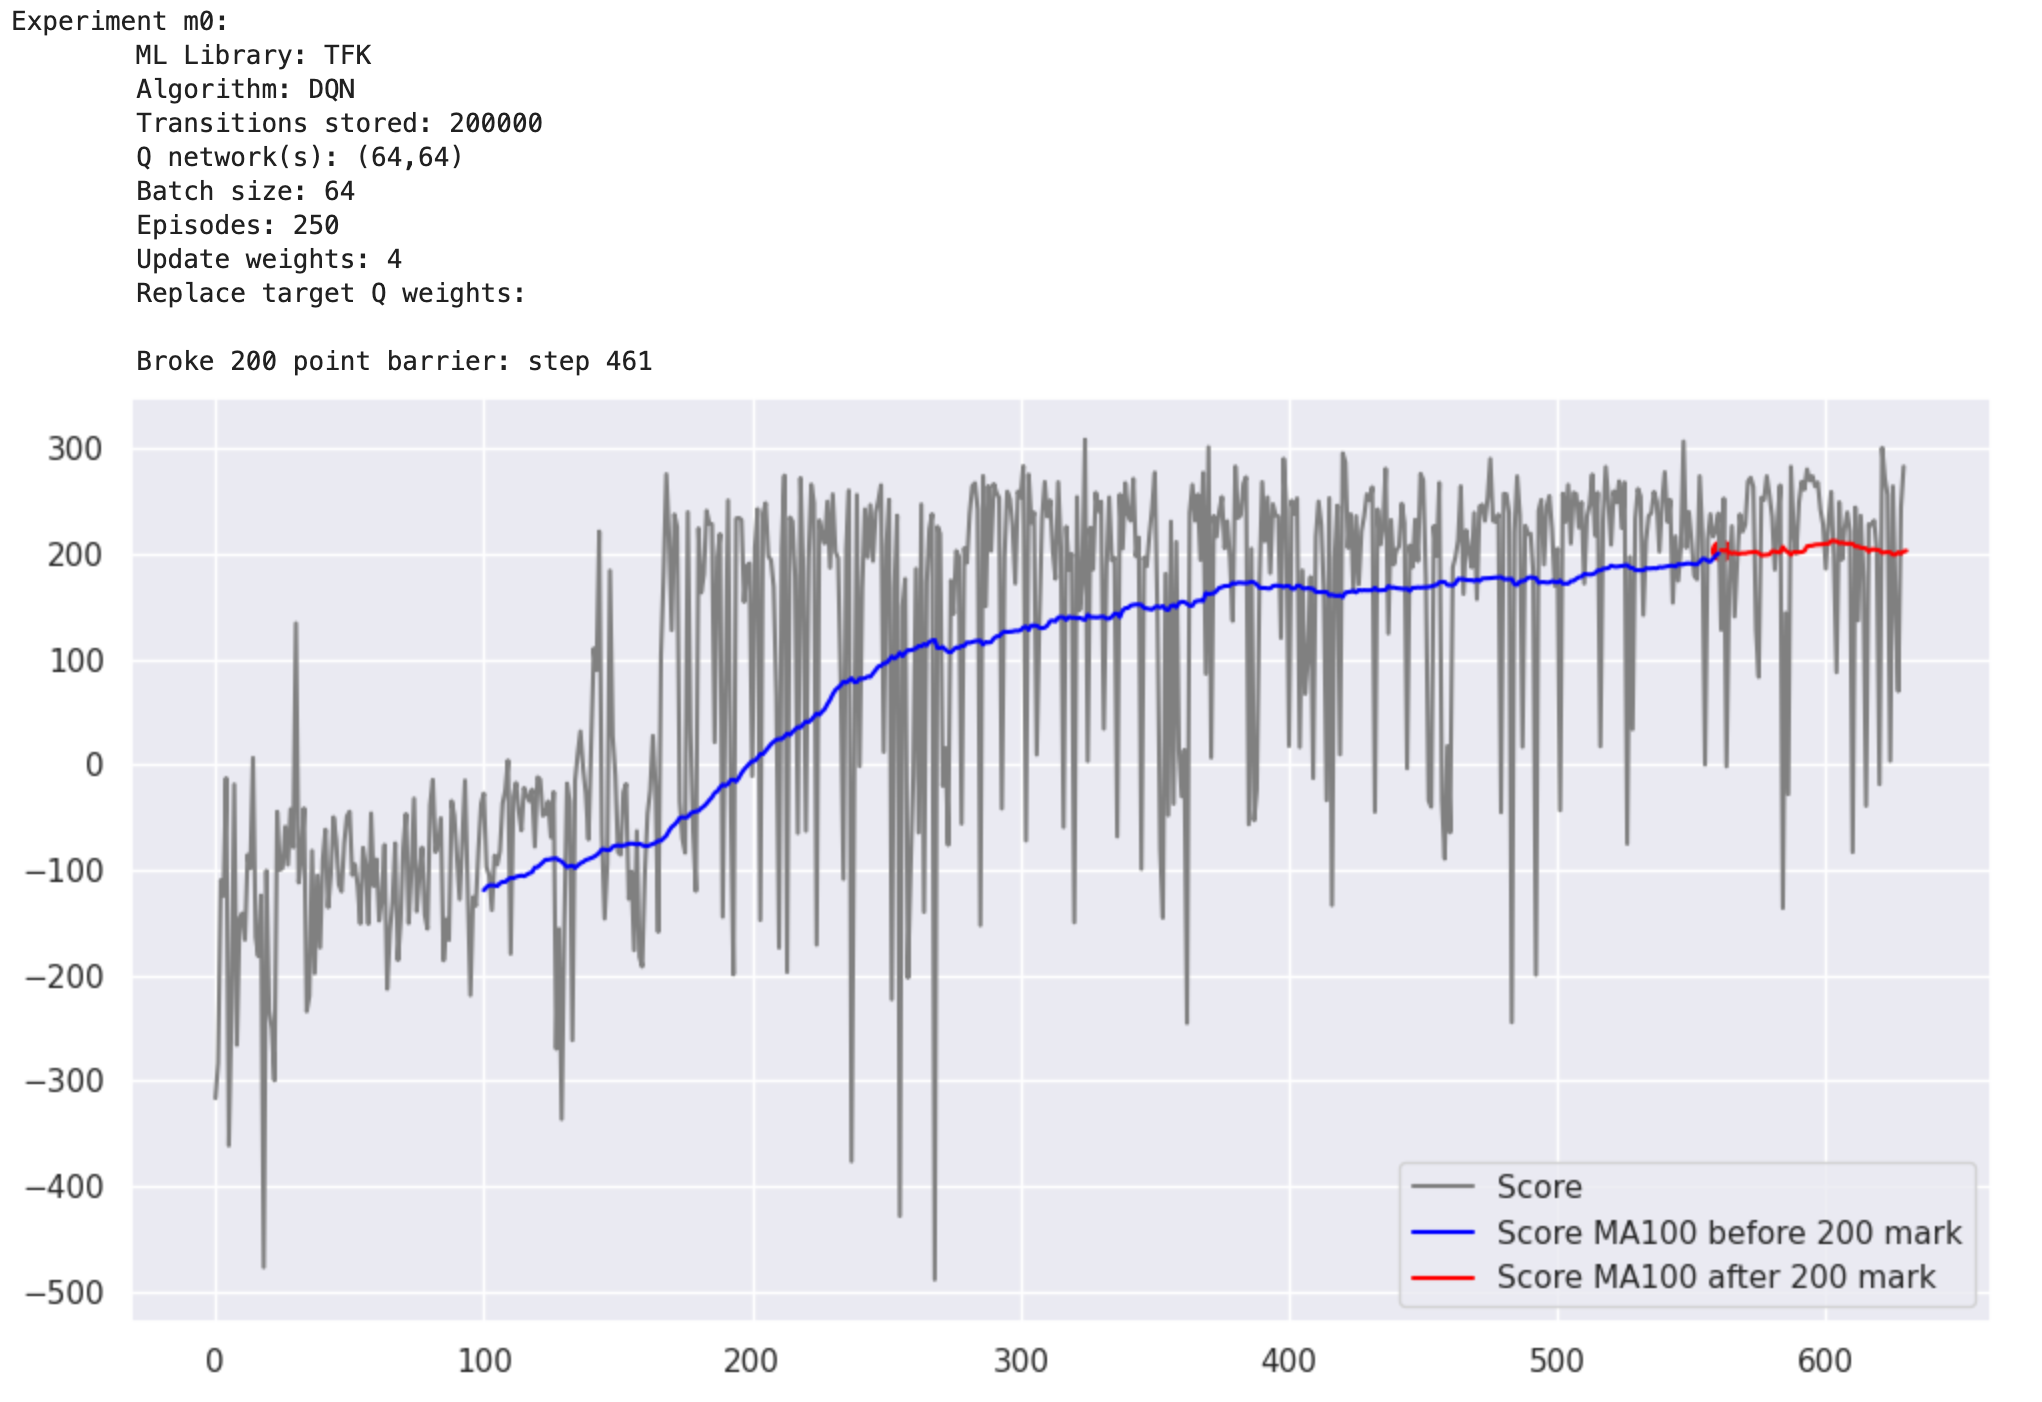 Experiment m0:
ML Library: TFK
Algorithm: DQN
Transitions stored: 200000
Q network(s): (64,64)
Batch size: 64
Episodes: 250
Update weights: 4
Replace target Q weights:
Broke 200 point barrier: step 461
300
200
100
0
−100
−200
−300
−400
−500
Score
Score MA100 before 200 mark
Score MA100 after 200 mark
0 100 200 300 400 500 600